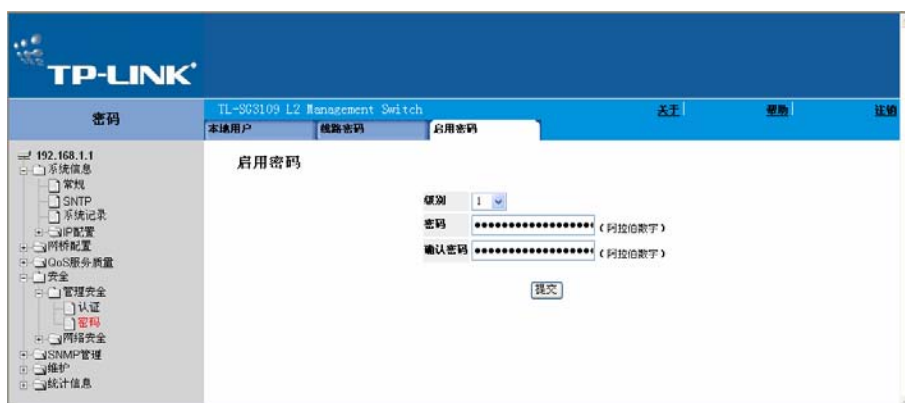 TP-LINK
密码
TL-SG3109 L2 Management Switch
关于
帮助
注销
本地用户
线路密码
启用密码
192.168.1.1
系统信息
常规
SNTP
系统记录
IP配置
网桥配置
QoS服务质量
安全
管理安全
认证
密码
网络安全
SNMP管理
维护
统计信息
启用密码
级别 1
密码 (阿拉伯数字)
确认密码 (阿拉伯数字)
提交